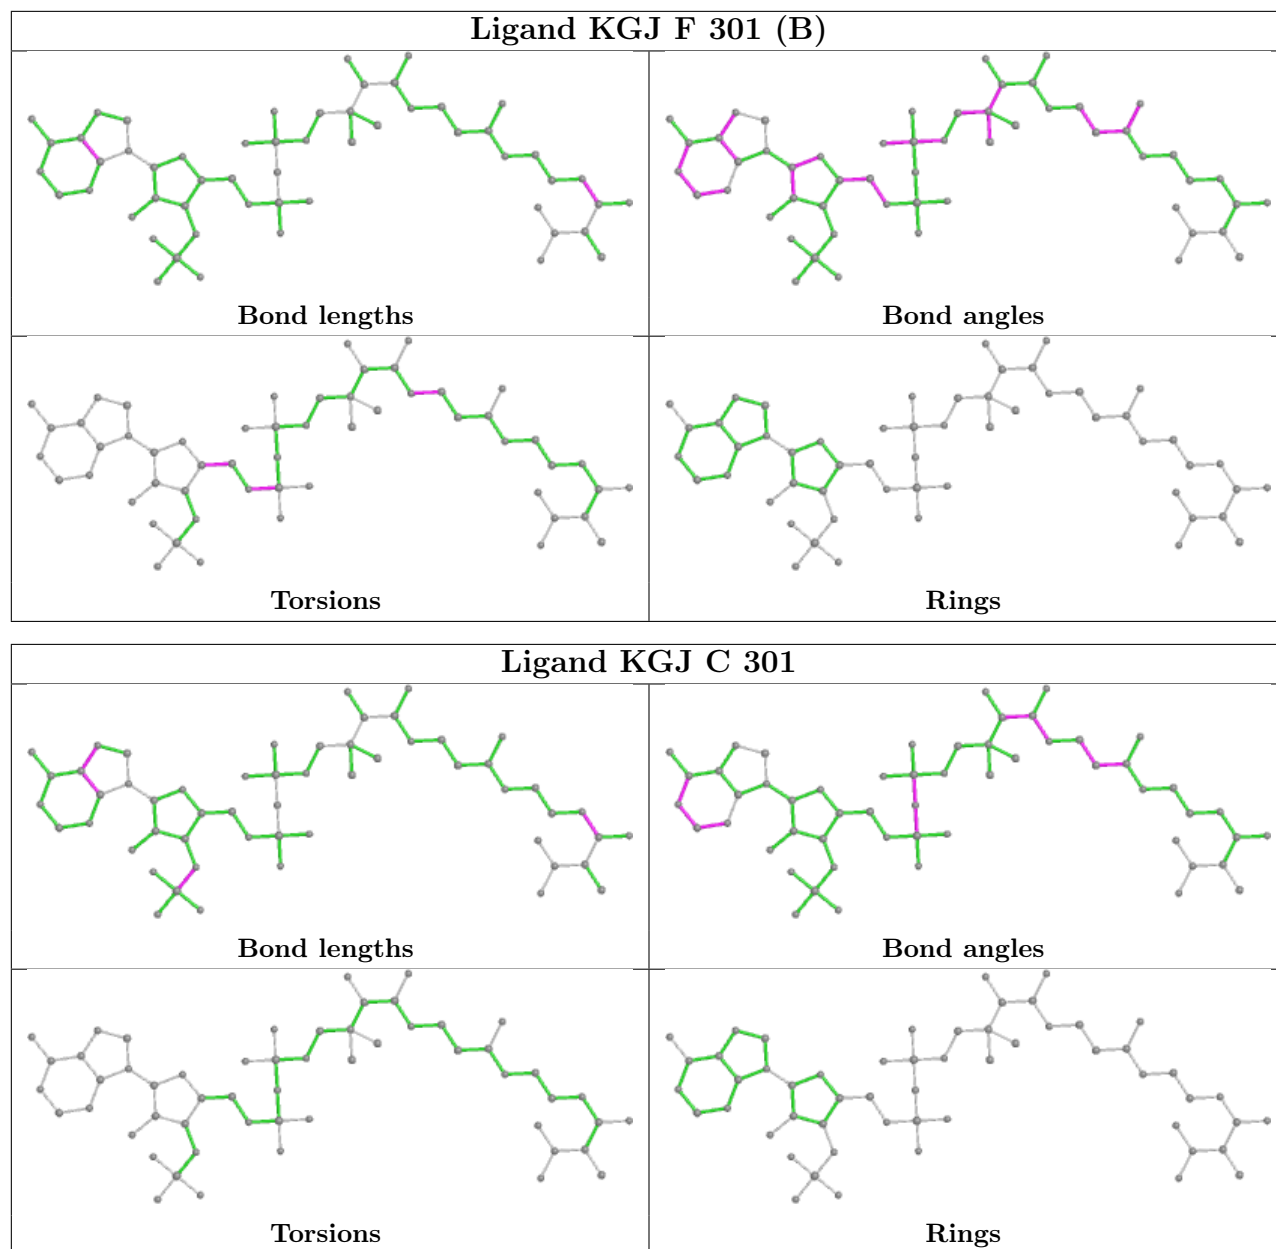 Ligand KGJ F 301 (B)
Bond lengths
Bond angles
Torsions
Rings
Ligand KGJ C 301
Bond lengths
Bond angles
Torsions
Rings